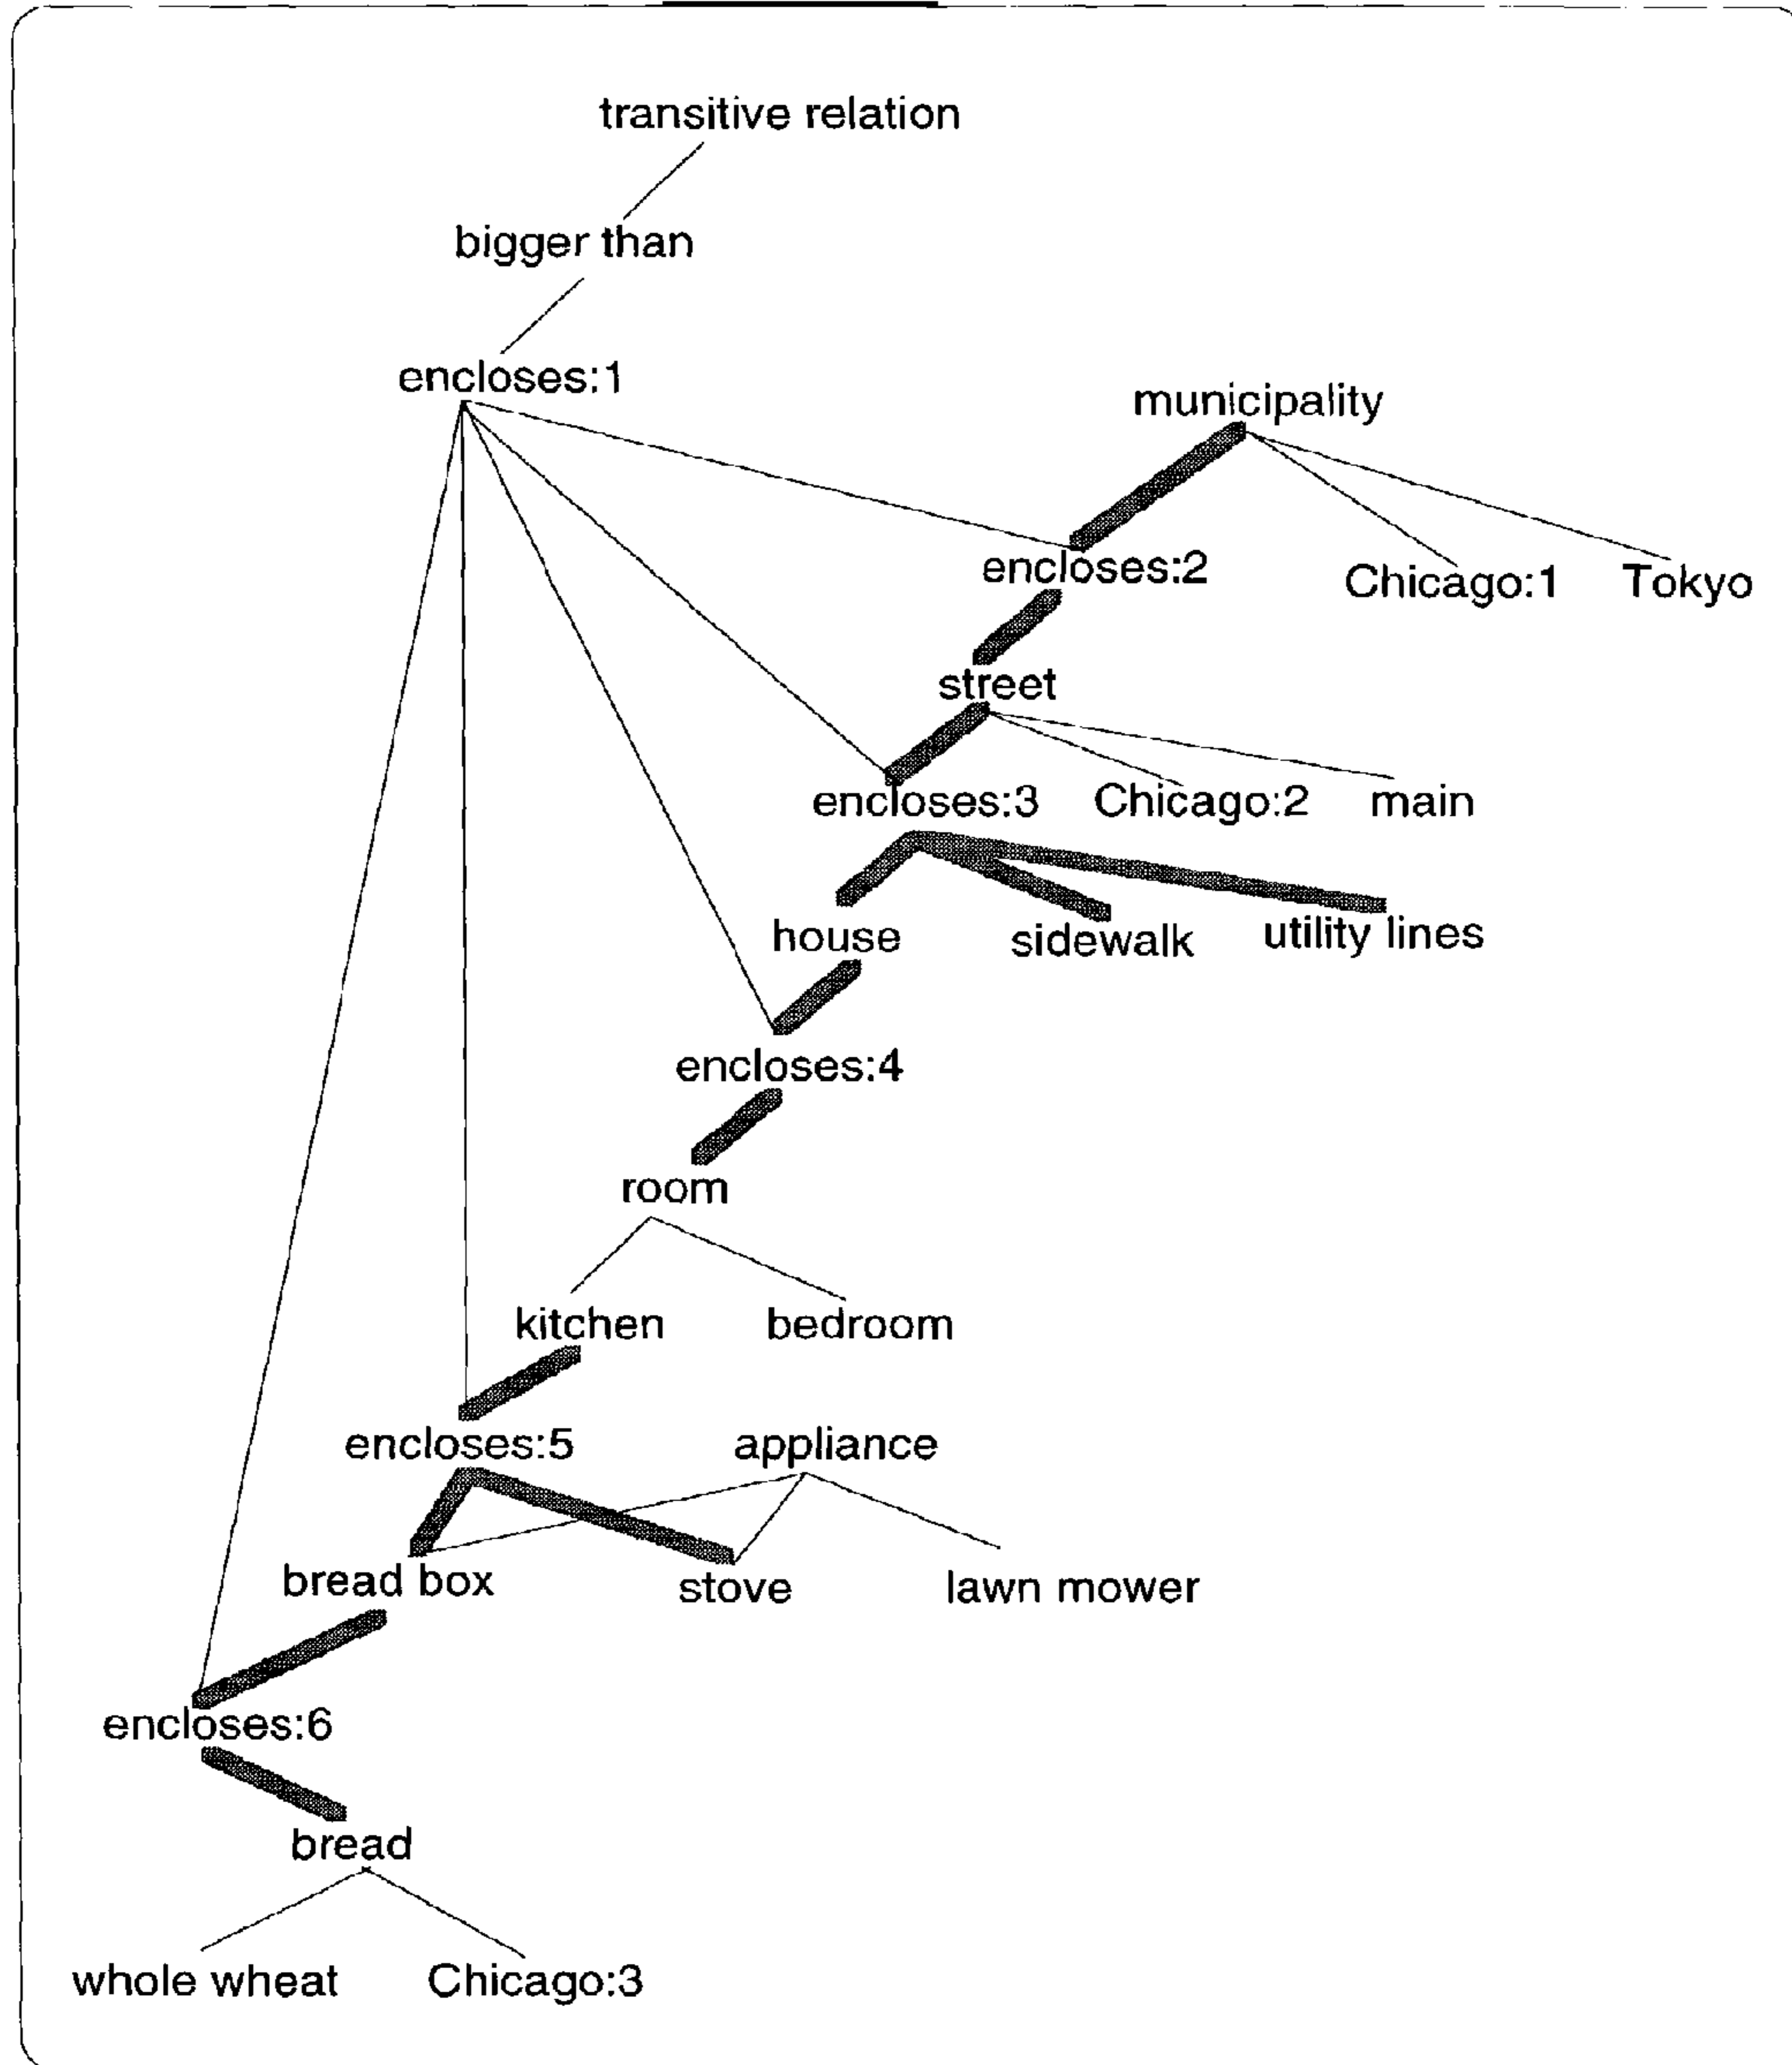 transitive relation
bigger than
encloses:1
municipality
encloses:2
Chicago:1
Tokyo
street
encloses:3
Chicago:2
main
house
sidewalk
utility lines
encloses:4
room
kitchen
bedroom
encloses:5
appliance
bread box
stove
lawn mower
encloses:6
bread
whole wheat
Chicago:3